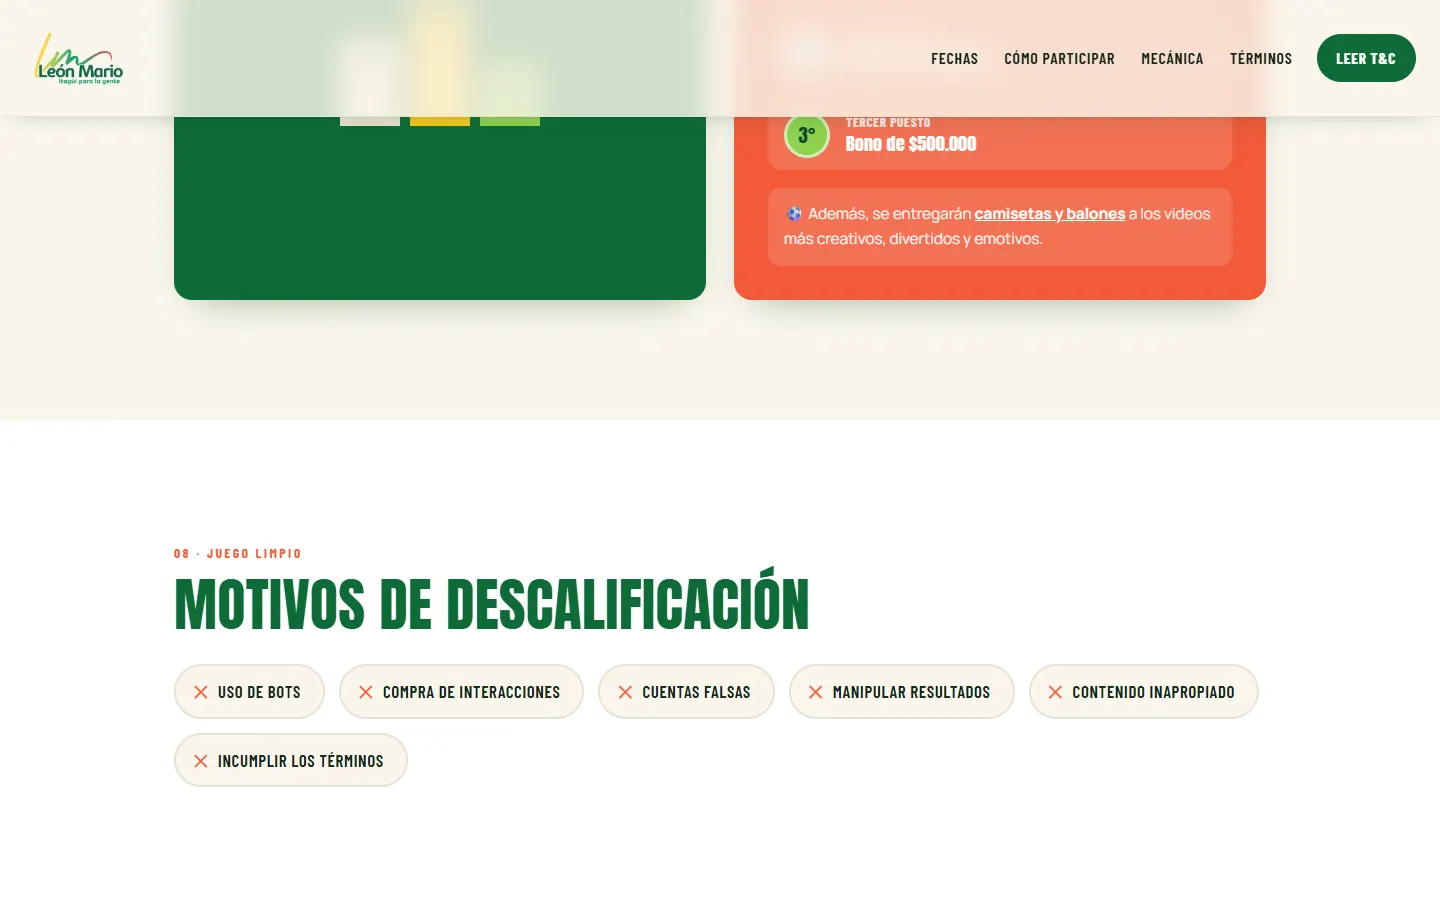 León Mario
Itagüí para la gente
FECHAS
CÓMO PARTICIPAR
MECÁNICA
TÉRMINOS
LEER T&C
3°
TERCER PUESTO
Bono de $500.000
Además, se entregarán camisetas y balones a los videos
más creativos, divertidos y emotivos.
08 · JUEGO LIMPIO
MOTIVOS DE DESCALIFICACIÓN
USO DE BOTS
COMPRA DE INTERACCIONES
CUENTAS FALSAS
MANIPULAR RESULTADOS
CONTENIDO INAPROPIADO
INCUMPLIR LOS TÉRMINOS